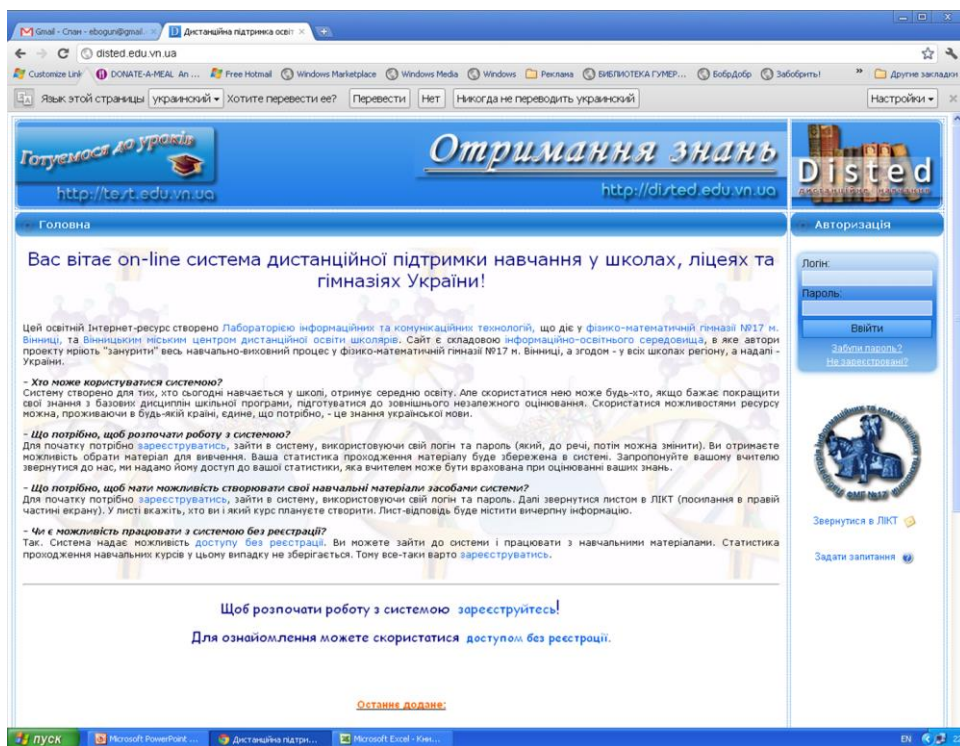 Gmail - Спам - ebogun@gmail.
Дистанційна підтримка освіт
disted.edu.vn.ua
Customize Link
DONATE-A-MEAL An ...
Free Hotmail
Windows Marketplace
Windows Media
Windows
Реклама
БИБЛИОТЕКА ГУМЕР...
БобрДобр
Забобрить!
»
Другие закладки
Язык этой страницы украинский Хотите перевести ее? Перевести Нет Никогда не переводить украинский Настройки
Готуємося до уроків
http://test.edu.vn.ua
Отримання знань
http://disted.edu.vn.ua
Disted
дистанційне навчання
Головна
Вас вітає on-line система дистанційної підтримки навчання у школах, ліцеях та
гімназіях України!
Цей освітній Інтернет-ресурс створено Лабораторією інформаційних та комунікаційних технологій, що діє у фізико-математичній гімназії №17 м.
Вінниці, та Вінницьким міським центром дистанційної освіти школярів. Сайт є складовою інформаційно-освітнього середовища, в яке автори
проекту мріють "занурити" весь навчально-виховний процес у фізико-математичній гімназії №17 м. Вінниці, а згодом - у всіх школах регіону, а надалі -
України.
- Хто може користуватися системою?
Систему створено для тих, хто сьогодні навчається у школі, отримує середню освіту. Але скористатися нею може будь-хто, якщо бажає покращити
свої знання з базових дисциплін шкільної програми, підготуватися до зовнішнього незалежного оцінювання. Скористатися можливостями ресурсу
можна, проживаючи в будь-якій країні, єдине, що потрібно, - це знання української мови.
- Що потрібно, щоб розпочати роботу з системою?
Для початку потрібно зареєструватись, зайти в систему, використовуючи свій логін та пароль (який, до речі, потім можна змінити). Ви отримаєте
можливість обрати матеріал для вивчення. Ваша статистика проходження матеріалу буде збережена в системі. Запропонуйте вашому вчителю
звернутися до нас, ми надамо йому доступ до вашої статистики, яка вчителем може бути врахована при оцінюванні ваших знань.
- Що потрібно, щоб мати можливість створювати свої навчальні матеріали засобами системи?
Для початку потрібно зареєструватись, зайти в систему, використовуючи свій логін та пароль. Далі звернутися листом в ЛІКТ (посилання в правій
частині екрану). У листі вкажіть, хто ви і який курс плануєте створити. Лист-відповідь буде містити вичерпну інформацію.
- Чи є можливість працювати з системою без реєстрації?
Так. Система надає можливість доступу без реєстрації. Ви можете зайти до системи і працювати з навчальними матеріалами. Статистика
проходження навчальних курсів у цьому випадку не зберігається. Тому все-таки варто зареєструватись.
Щоб розпочати роботу з системою зареєструйтесь!
Для ознайомлення можете скористатися доступом без реєстрації.
Останнє додане:
Авторизація
Логін:
Пароль:
Ввійти
Забули пароль?
Не зареєстровані?
ФМГ №17
Звернутися в ЛІКТ
Задати запитання
пуск
Microsoft PowerPoint ...
Дистанційна підтри...
Microsoft Excel - Кни...
EN